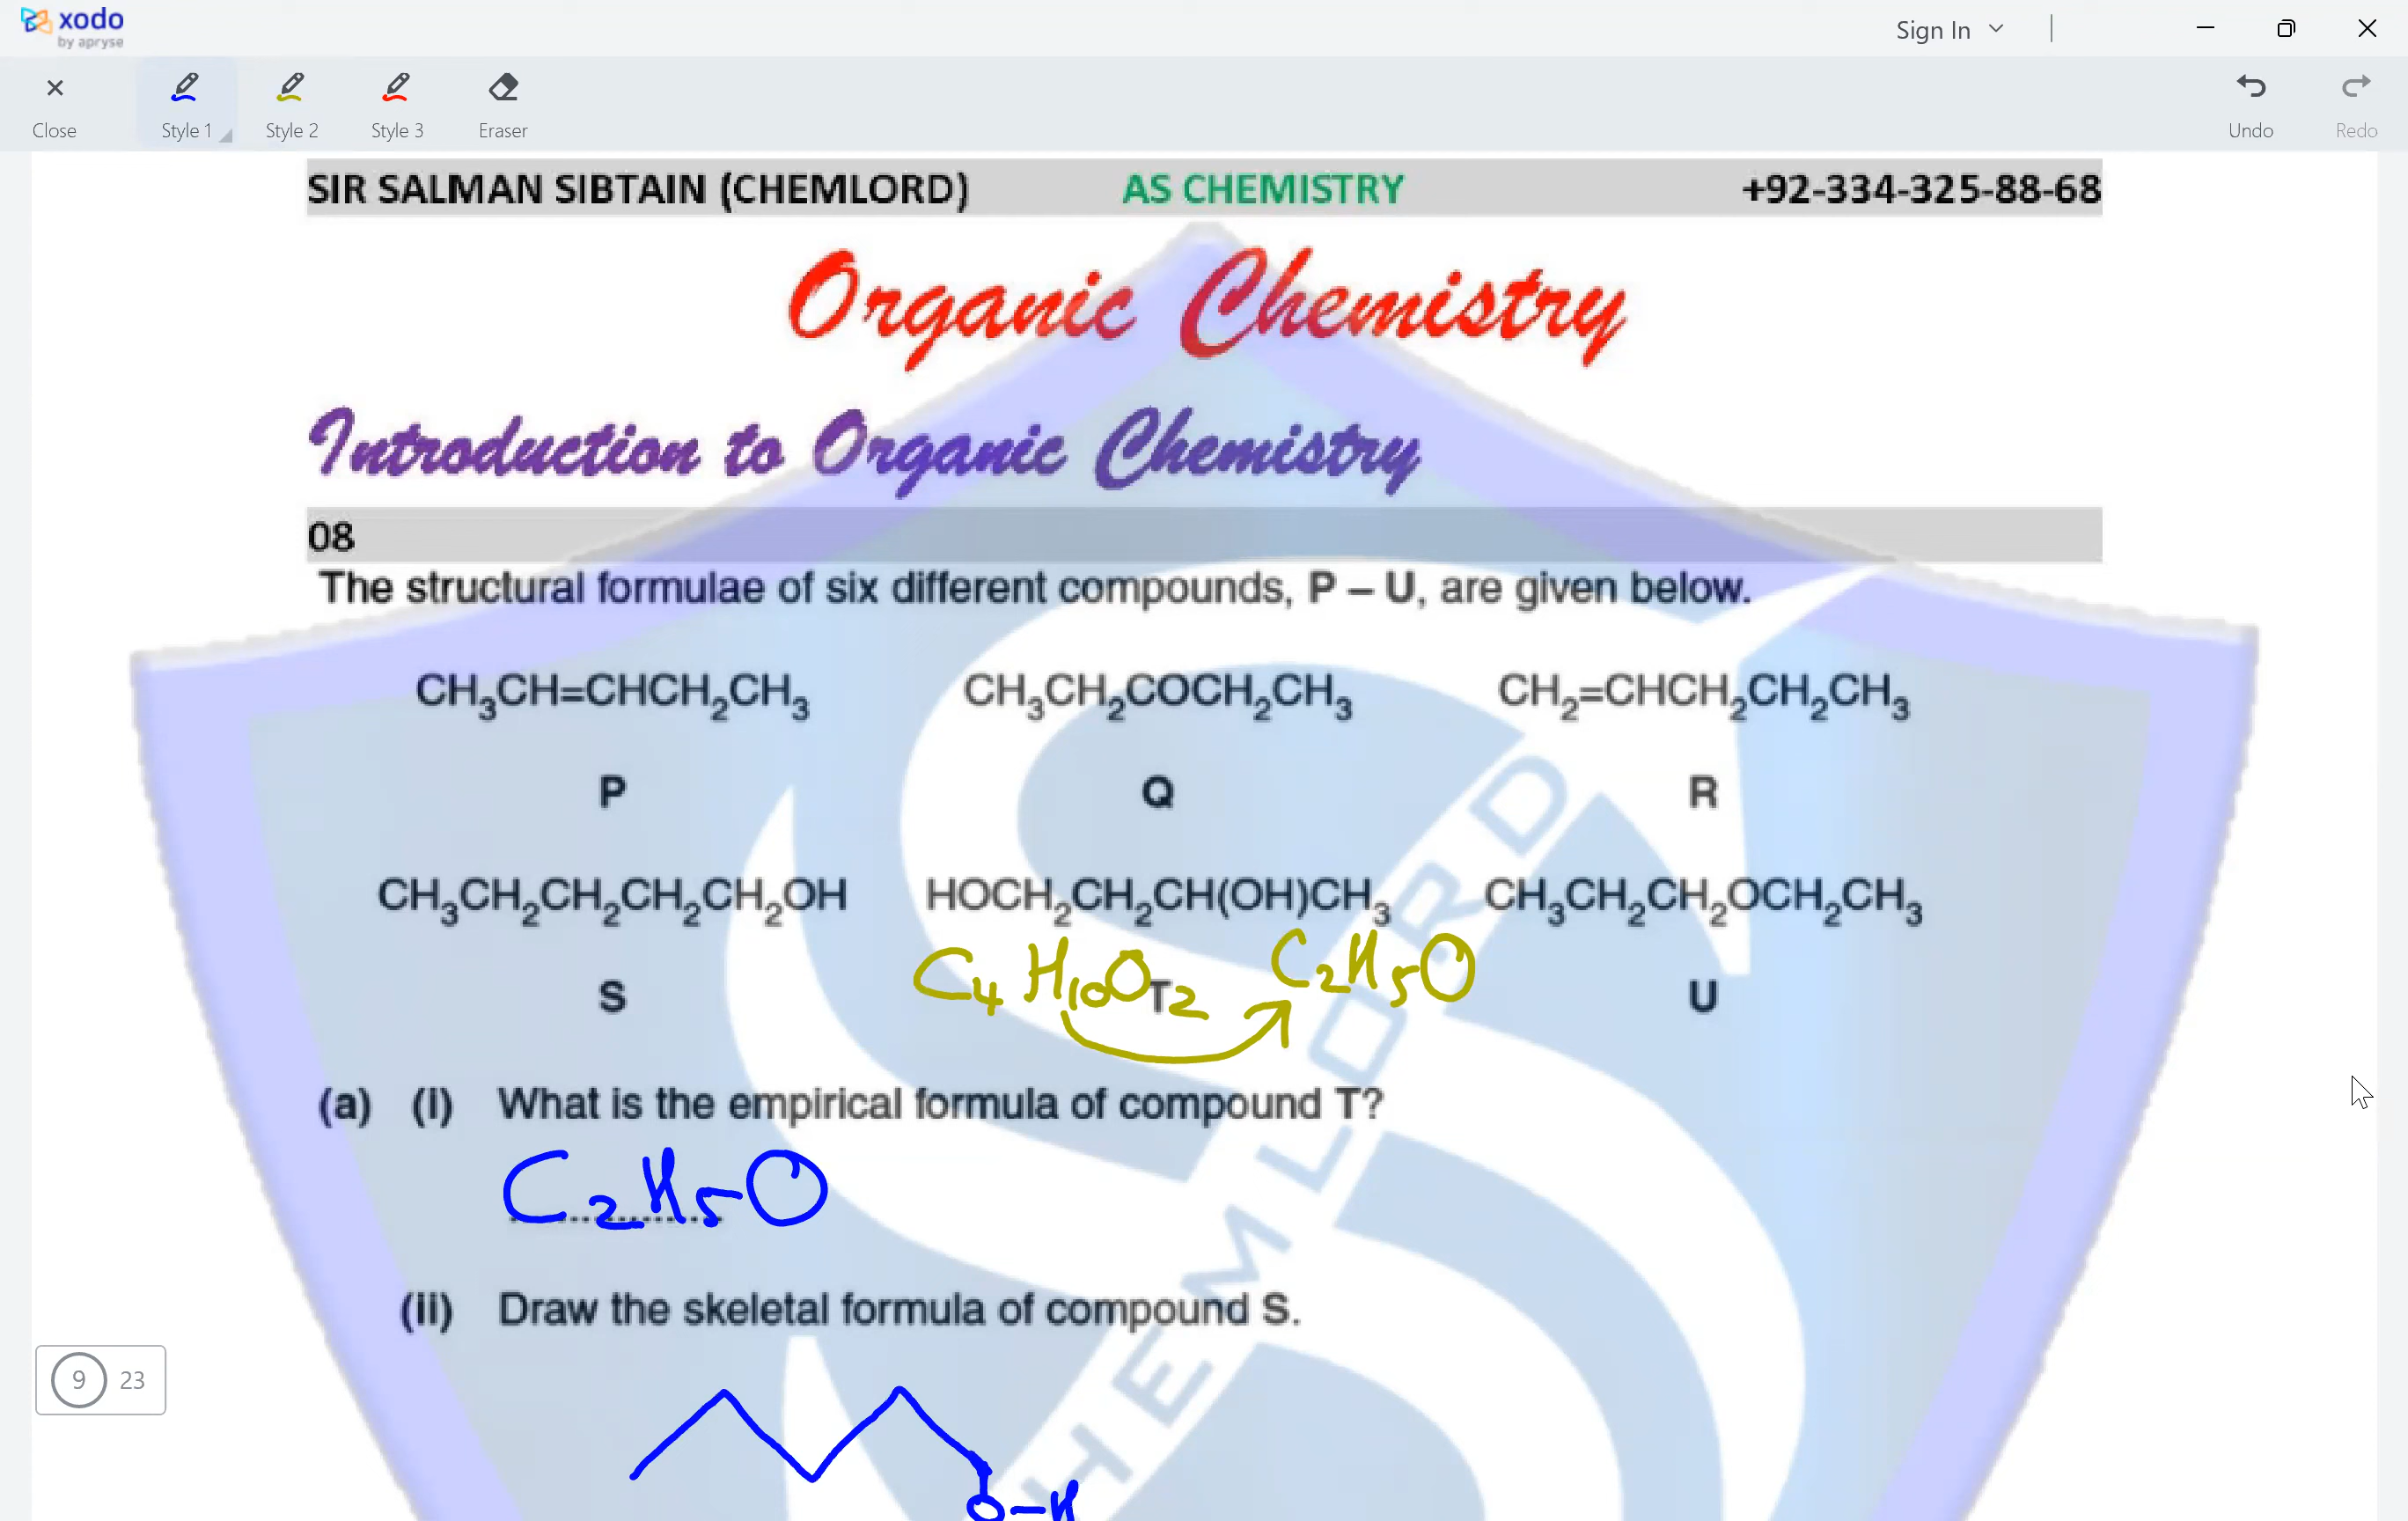 xodo
by apryse
Sign In
Close
Style 1
Style 2
Style 3
Eraser
Undo
Redo
SIR SALMAN SIBTAIN (CHEMLORD) AS CHEMISTRY +92-334-325-88-68
Organic Chemistry
Introduction to Organic Chemistry
08
The structural formulae of six different compounds, P – U, are given below.
CH₃CH=CHCH₂CH₃ CH₃CH₂COCH₂CH₃ CH₂=CHCH₂CH₂CH₃
P Q R
CH₃CH₂CH₂CH₂CH₂OH HOCH₂CH₂CH(OH)CH₃ CH₃CH₂CH₂OCH₂CH₃
C₄H₁₀O₂ C₂H₅O
S T U
(a) (i) What is the empirical formula of compound T?
C₂H₅O
(ii) Draw the skeletal formula of compound S.
9 23
O–H
HEMLORD